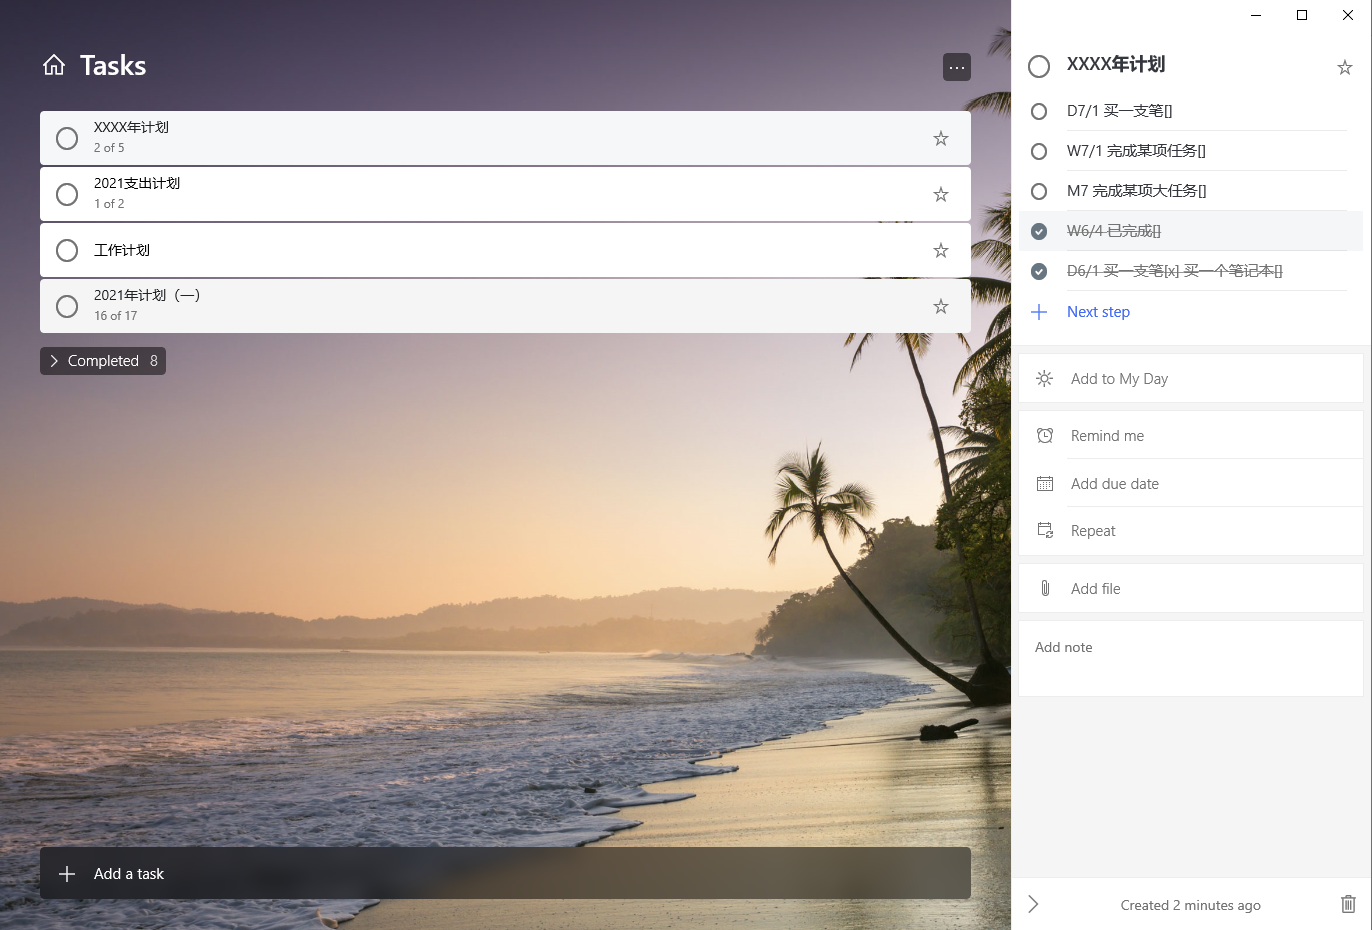 Tasks
XXXX年计划
2 of 5
2021支出计划
1 of 2
工作计划
2021年计划（一）
16 of 17
Completed 8
Add a task
XXXX年计划
D7/1 买一支笔[]
W7/1 完成某项任务[]
M7 完成某项大任务[]
W6/4 已完成[]
D6/1 买一支笔[x] 买一个笔记本[]
Next step
Add to My Day
Remind me
Add due date
Repeat
Add file
Add note
Created 2 minutes ago